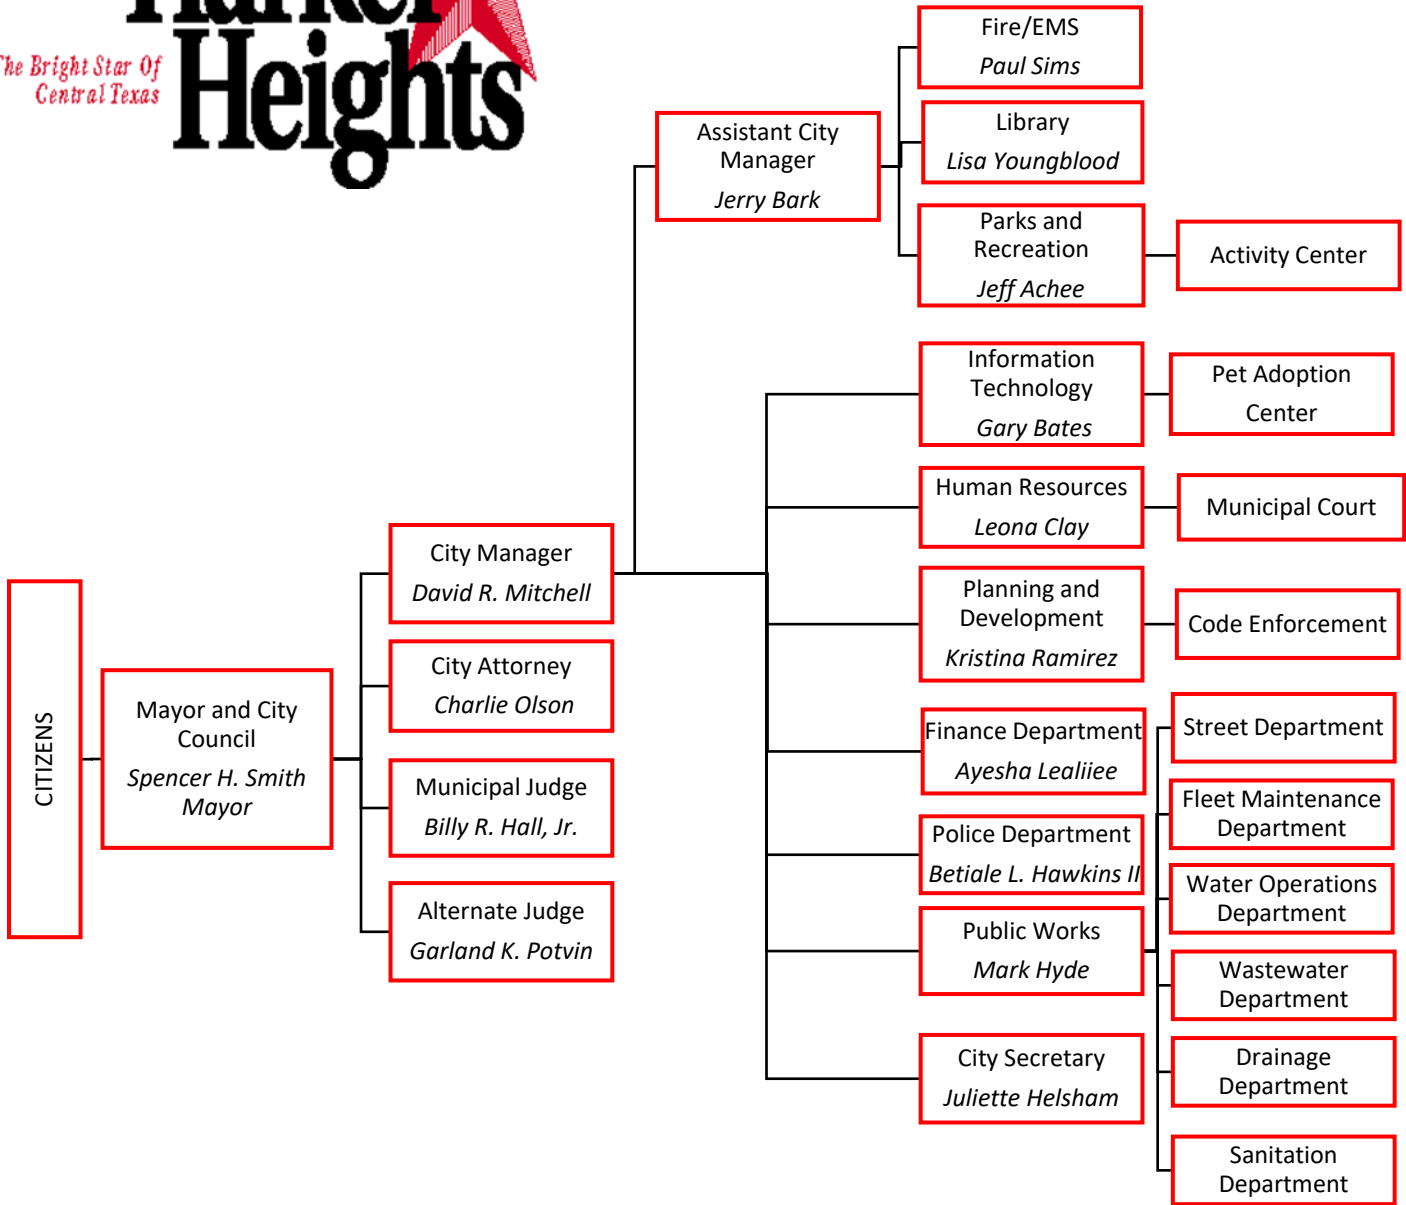 Harker
Heights
The Bright Star Of
Central Texas
Fire/EMS
Paul Sims
Library
Lisa Youngblood
Assistant City
Manager
Jerry Bark
Parks and
Recreation
Jeff Achee
Activity Center
Information
Technology
Gary Bates
Pet Adoption
Center
Human Resources
Leona Clay
Municipal Court
City Manager
David R. Mitchell
Planning and
Development
Kristina Ramirez
Code Enforcement
City Attorney
Charlie Olson
CITIZENS
Mayor and City
Council
Spencer H. Smith
Mayor
Finance Department
Ayesha Lealiiee
Street Department
Municipal Judge
Billy R. Hall, Jr.
Fleet Maintenance
Department
Police Department
Betiale L. Hawkins II
Water Operations
Department
Alternate Judge
Garland K. Potvin
Public Works
Mark Hyde
Wastewater
Department
City Secretary
Juliette Helsham
Drainage
Department
Sanitation
Department